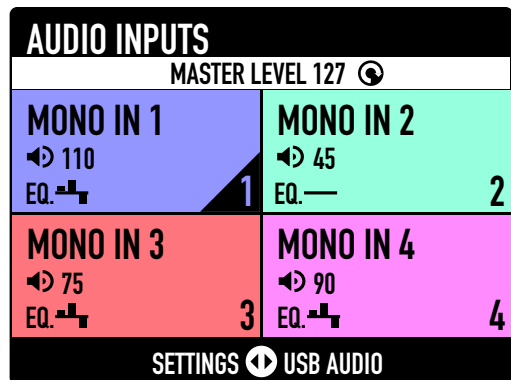 AUDIO INPUTS
MASTER LEVEL 127
MONO IN 1
110
EQ.
1
MONO IN 2
45
EQ.
2
MONO IN 3
75
EQ.
3
MONO IN 4
90
EQ.
4
SETTINGS USB AUDIO